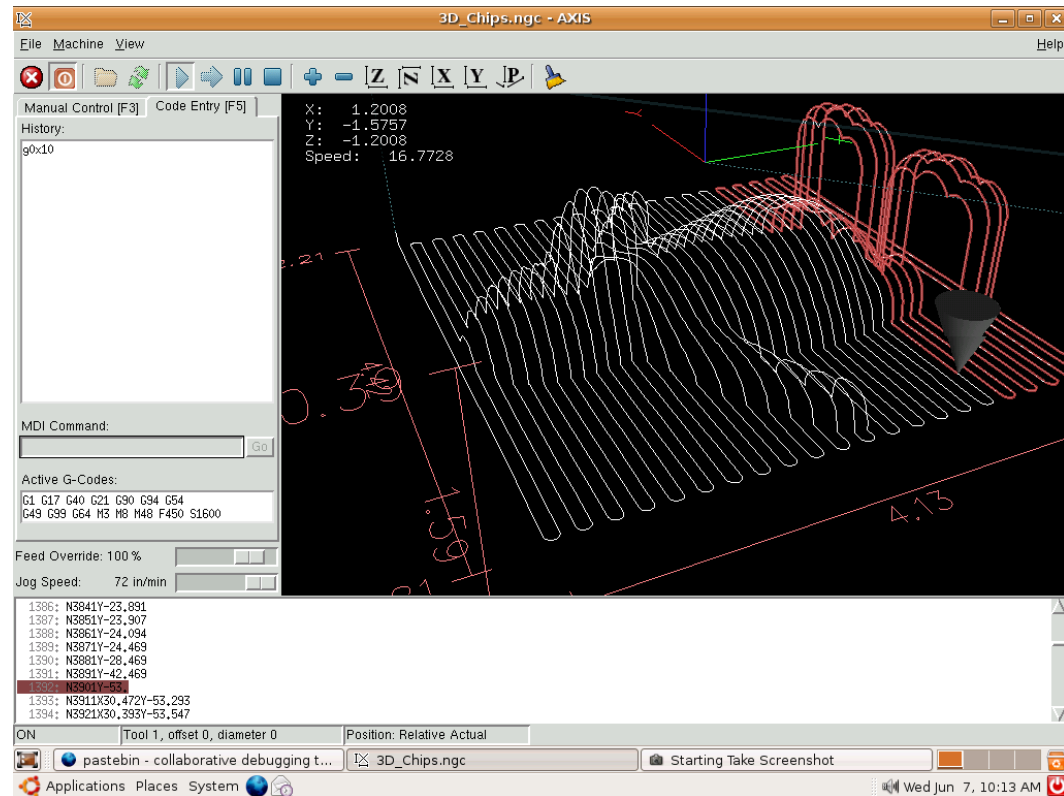 3D_Chips.ngc - AXIS
File Machine View Help
Z N X Y P
Manual Control [F3] Code Entry [F5]
History:
g0x10
MDI Command:
Go
Active G-Codes:
G1 G17 G40 G21 G90 G94 G54
G49 G99 G64 M3 M8 M48 F450 S1600
Feed Override: 100 %
Jog Speed: 72 in/min
X: 1.2008
Y: -1.5757
Z: -1.2008
Speed: 16.7728
4.13
1386: N3841Y-23.891
1387: N3851Y-23.907
1388: N3861Y-24.094
1389: N3871Y-24.469
1390: N3881Y-28.469
1391: N3891Y-42.469
1392: N3901Y-53.
1393: N3911X30.472Y-53.293
1394: N3921X30.393Y-53.547
ON Tool 1, offset 0, diameter 0 Position: Relative Actual
pastebin - collaborative debugging t... 3D_Chips.ngc Starting Take Screenshot
Applications Places System Wed Jun 7, 10:13 AM